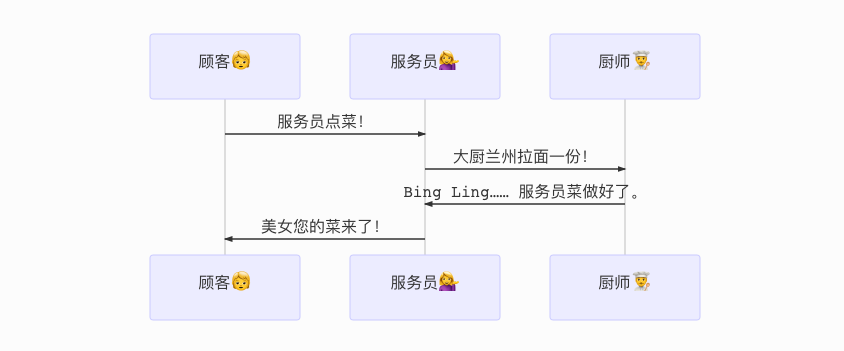 顾客🧒 服务员💁‍♀️ 厨师👨‍🍳
服务员点菜!
大厨兰州拉面一份!
Bing Ling…… 服务员菜做好了。
美女您的菜来了!
顾客🧒 服务员💁‍♀️ 厨师👨‍🍳